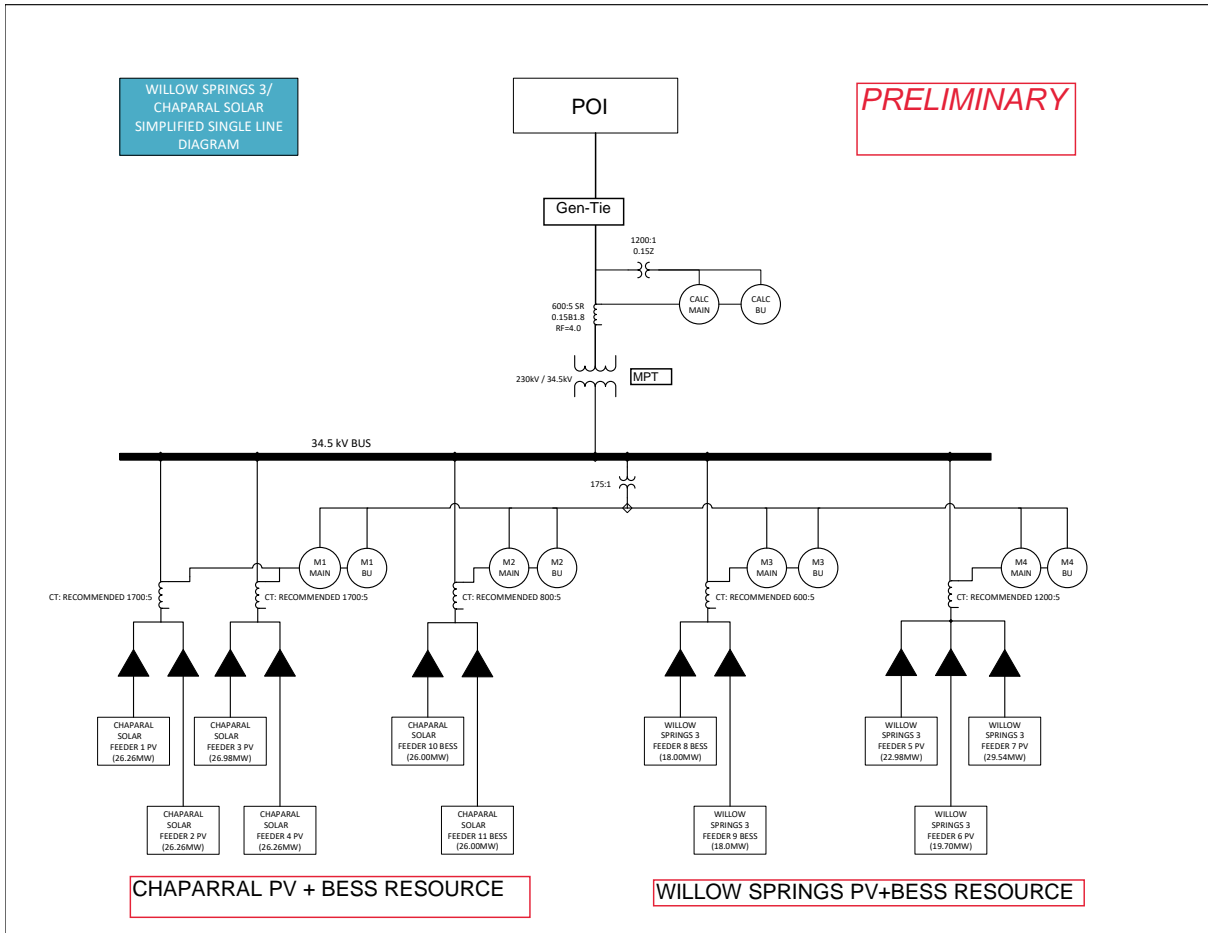 WILLOW SPRINGS 3/
CHAPARAL SOLAR
SIMPLIFIED SINGLE LINE
DIAGRAM
POI
PRELIMINARY
Gen-Tie
1200:1
0.15Z
CALC
MAIN
CALC
BU
600:5 SR
0.15B1.8
RF=4.0
230kV / 34.5kV
MPT
34.5 kV BUS
175:1
M1
MAIN
M1
BU
M2
MAIN
M2
BU
M3
MAIN
M3
BU
M4
MAIN
M4
BU
CT: RECOMMENDED 1700:5
CT: RECOMMENDED 1700:5
CT: RECOMMENDED 800:5
CT: RECOMMENDED 600:5
CT: RECOMMENDED 1200:5
CHAPARAL
SOLAR
FEEDER 1 PV
(26.26MW)
CHAPARAL
SOLAR
FEEDER 3 PV
(26.98MW)
CHAPARAL
SOLAR
FEEDER 10 BESS
(26.00MW)
WILLOW
SPRINGS 3
FEEDER 8 BESS
(18.00MW)
WILLOW
SPRINGS 3
FEEDER 5 PV
(22.98MW)
WILLOW
SPRINGS 3
FEEDER 7 PV
(29.54MW)
CHAPARAL
SOLAR
FEEDER 2 PV
(26.26MW)
CHAPARAL
SOLAR
FEEDER 4 PV
(26.26MW)
CHAPARAL
SOLAR
FEEDER 11 BESS
(26.00MW)
WILLOW
SPRINGS 3
FEEDER 9 BESS
(18.0MW)
WILLOW
SPRINGS 3
FEEDER 6 PV
(19.70MW)
CHAPARRAL PV + BESS RESOURCE
WILLOW SPRINGS PV+BESS RESOURCE